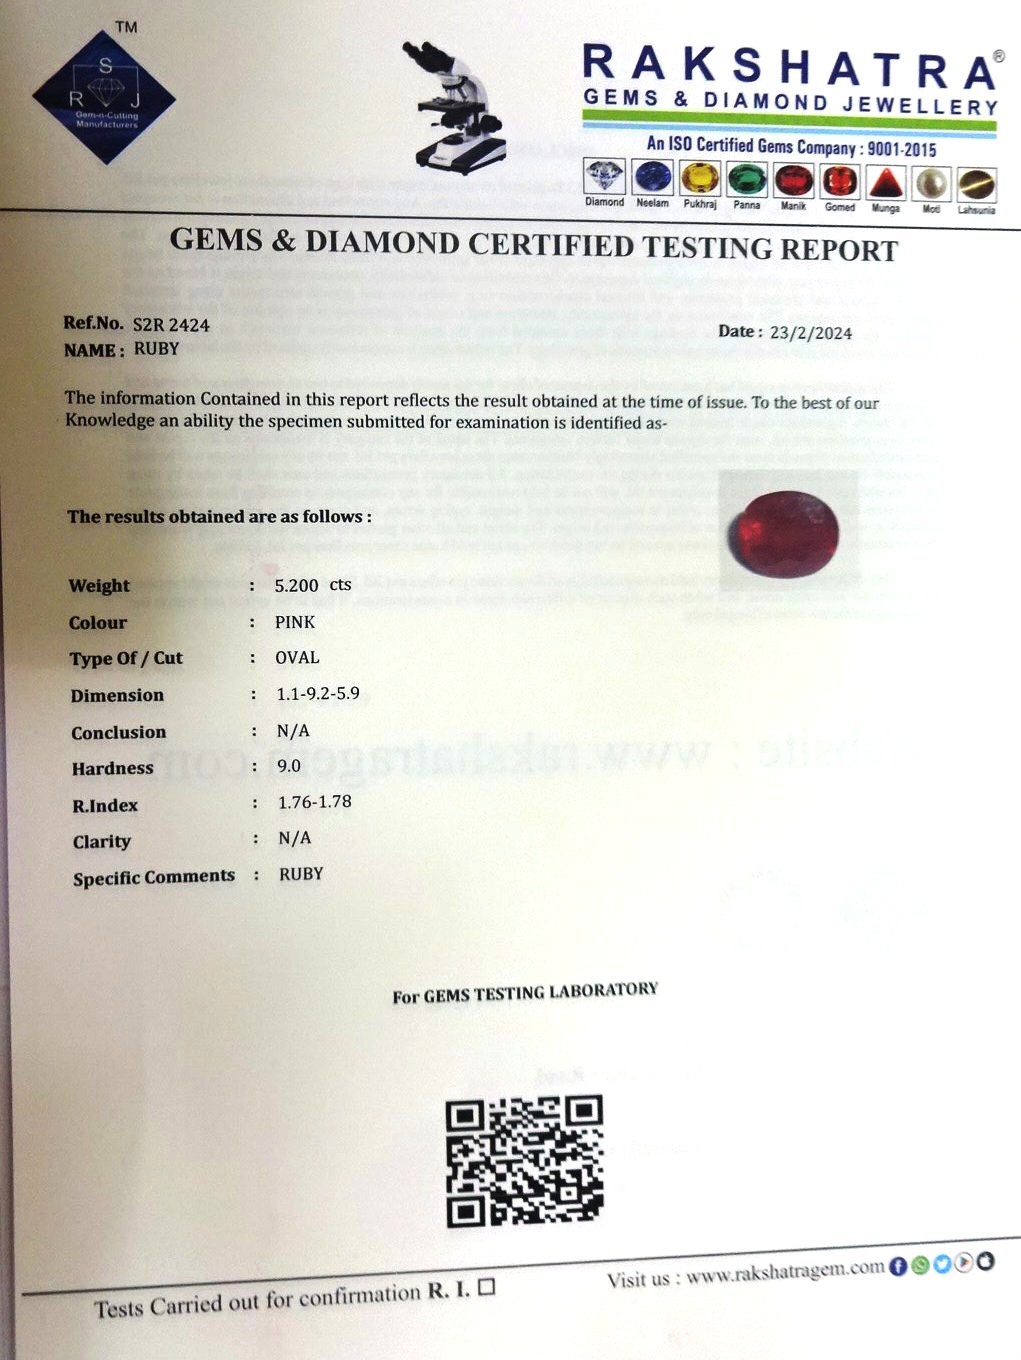 TM
S
R J
Gem-n-Cutting
Manufacturers
RAKSHATRA®
GEMS & DIAMOND JEWELLERY
An ISO Certified Gems Company : 9001-2015
Diamond Neelam Pukhraj Panna Manik Gomed Munga Moti Lahsunia
GEMS & DIAMOND CERTIFIED TESTING REPORT
Ref.No. S2R 2424
Date : 23/2/2024
NAME : RUBY
The information Contained in this report reflects the result obtained at the time of issue. To the best of our
Knowledge an ability the specimen submitted for examination is identified as-
The results obtained are as follows :
Weight : 5.200 cts
Colour : PINK
Type Of / Cut : OVAL
Dimension : 1.1-9.2-5.9
Conclusion : N/A
Hardness : 9.0
R.Index : 1.76-1.78
Clarity : N/A
Specific Comments : RUBY
For GEMS TESTING LABORATORY
Tests Carried out for confirmation R. I. ☐
Visit us : www.rakshatragem.com